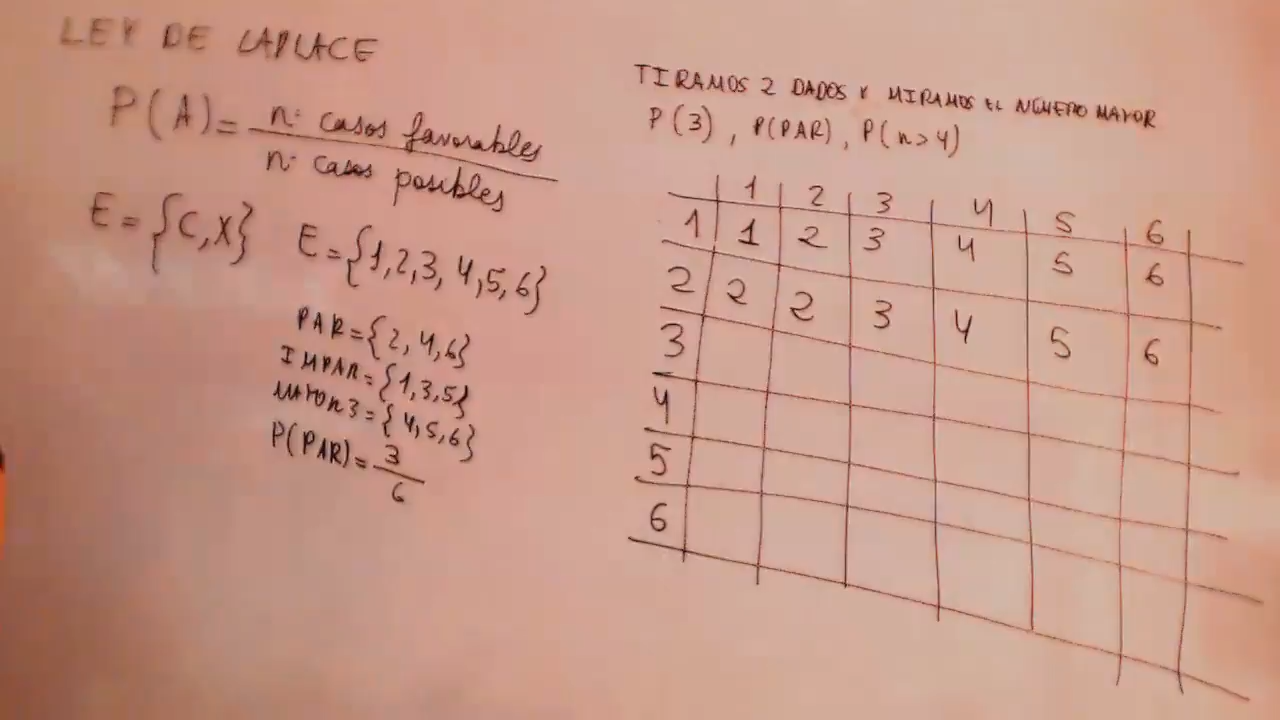 LEY DE LAPLACE
P(A)= nº casos favorables
nº casos posibles
E={C,X} E={1,2,3,4,5,6}
PAR={2,4,6}
IMPAR={1,3,5}
MAYOR 3={4,5,6}
P(PAR)=3
6
TIRAMOS 2 DADOS Y MIRAMOS EL NÚMERO MAYOR
P(3), P(PAR), P(n>4)
1 2 3 4 5 6
1 1 2 3 4 5 6
2 2 2 3 4 5 6
3
4
5
6